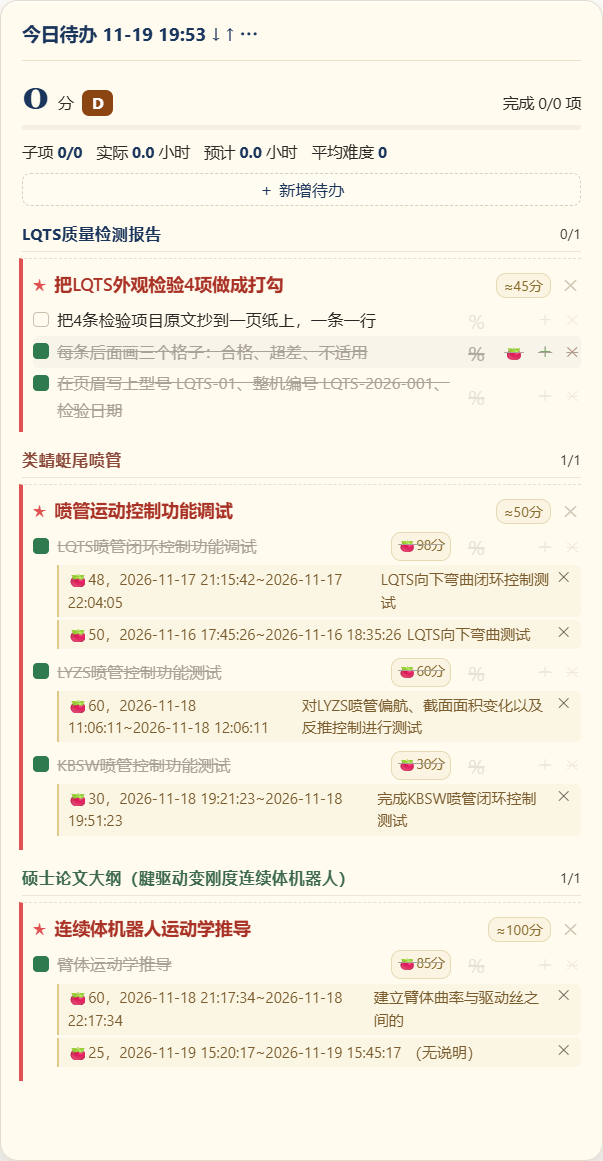 今日待办 11-19 19:53 ↓ ↑ ···
0 分 D 完成 0/0 项
子项 0/0 实际 0.0 小时 预计 0.0 小时 平均难度 0
+ 新增待办
LQTS质量检测报告 0/1
★ 把LQTS外观检验4项做成打勾 ≈45分 ×
把4条检验项目原文抄到一页纸上，一条一行 % + ×
每条后面画三个格子：合格、超差、不适用 % 🍅 + ×
在页眉写上型号 LQTS-01、整机编号 LQTS-2026-001、
检验日期 % + ×
类蜻蜓尾喷管 1/1
★ 喷管运动控制功能调试 ≈50分 ×
LQTS喷管闭环控制功能调试 🍅98分 % + ×
🍅48，2026-11-17 21:15:42~2026-11-17 LQTS向下弯曲闭环控制测 ×
22:04:05 试
🍅50，2026-11-16 17:45:26~2026-11-16 18:35:26 LQTS向下弯曲测试 ×
LYZS喷管控制功能测试 🍅60分 % + ×
🍅60，2026-11-18 对LYZS喷管偏航、截面面积变化以及 ×
11:06:11~2026-11-18 12:06:11 反推控制进行测试
KBSW喷管控制功能测试 🍅30分 % + ×
🍅30，2026-11-18 19:21:23~2026-11-18 完成KBSW喷管闭环控制 ×
19:51:23 测试
硕士论文大纲（腱驱动变刚度连续体机器人） 1/1
★ 连续体机器人运动学推导 ≈100分 ×
臂体运动学推导 🍅85分 % + ×
🍅60，2026-11-18 21:17:34~2026-11-18 建立臂体曲率与驱动丝之 ×
22:17:34 间的
🍅25，2026-11-19 15:20:17~2026-11-19 15:45:17 （无说明） ×